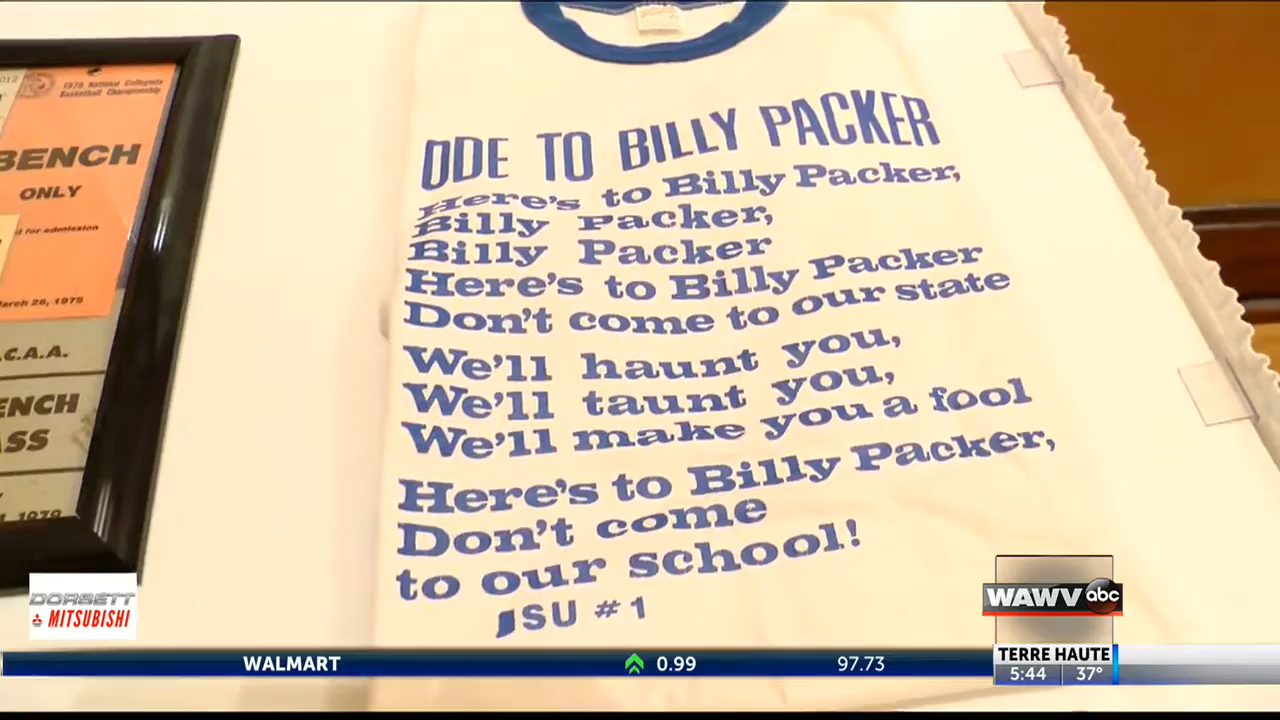 1979 National Collegiate
Basketball Championship
BENCH
ONLY
d for admission
March 26, 1979
C.A.A.
ENCH
ASS
1979
ODE TO BILLY PACKER
Here's to Billy Packer,
Billy Packer,
Billy Packer
Here's to Billy Packer
Don't come to our state
We'll haunt you,
We'll taunt you,
We'll make you a fool
Here's to Billy Packer,
Don't come
to our school!
ISU #1
DORSETT
MITSUBISHI
WAWV abc
WALMART 0.99 97.73
TERRE HAUTE
5:44 37°